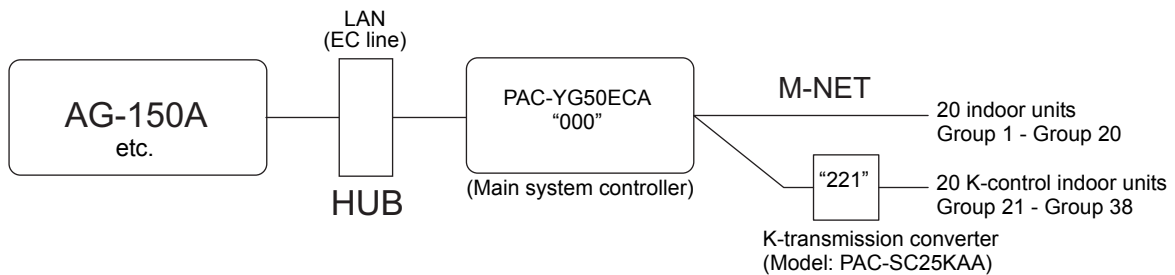 LAN
(EC line)
AG-150A
etc.
HUB
PAC-YG50ECA
“000”
(Main system controller)
M-NET
20 indoor units
Group 1 - Group 20
“221”
20 K-control indoor units
Group 21 - Group 38
K-transmission converter
(Model: PAC-SC25KAA)